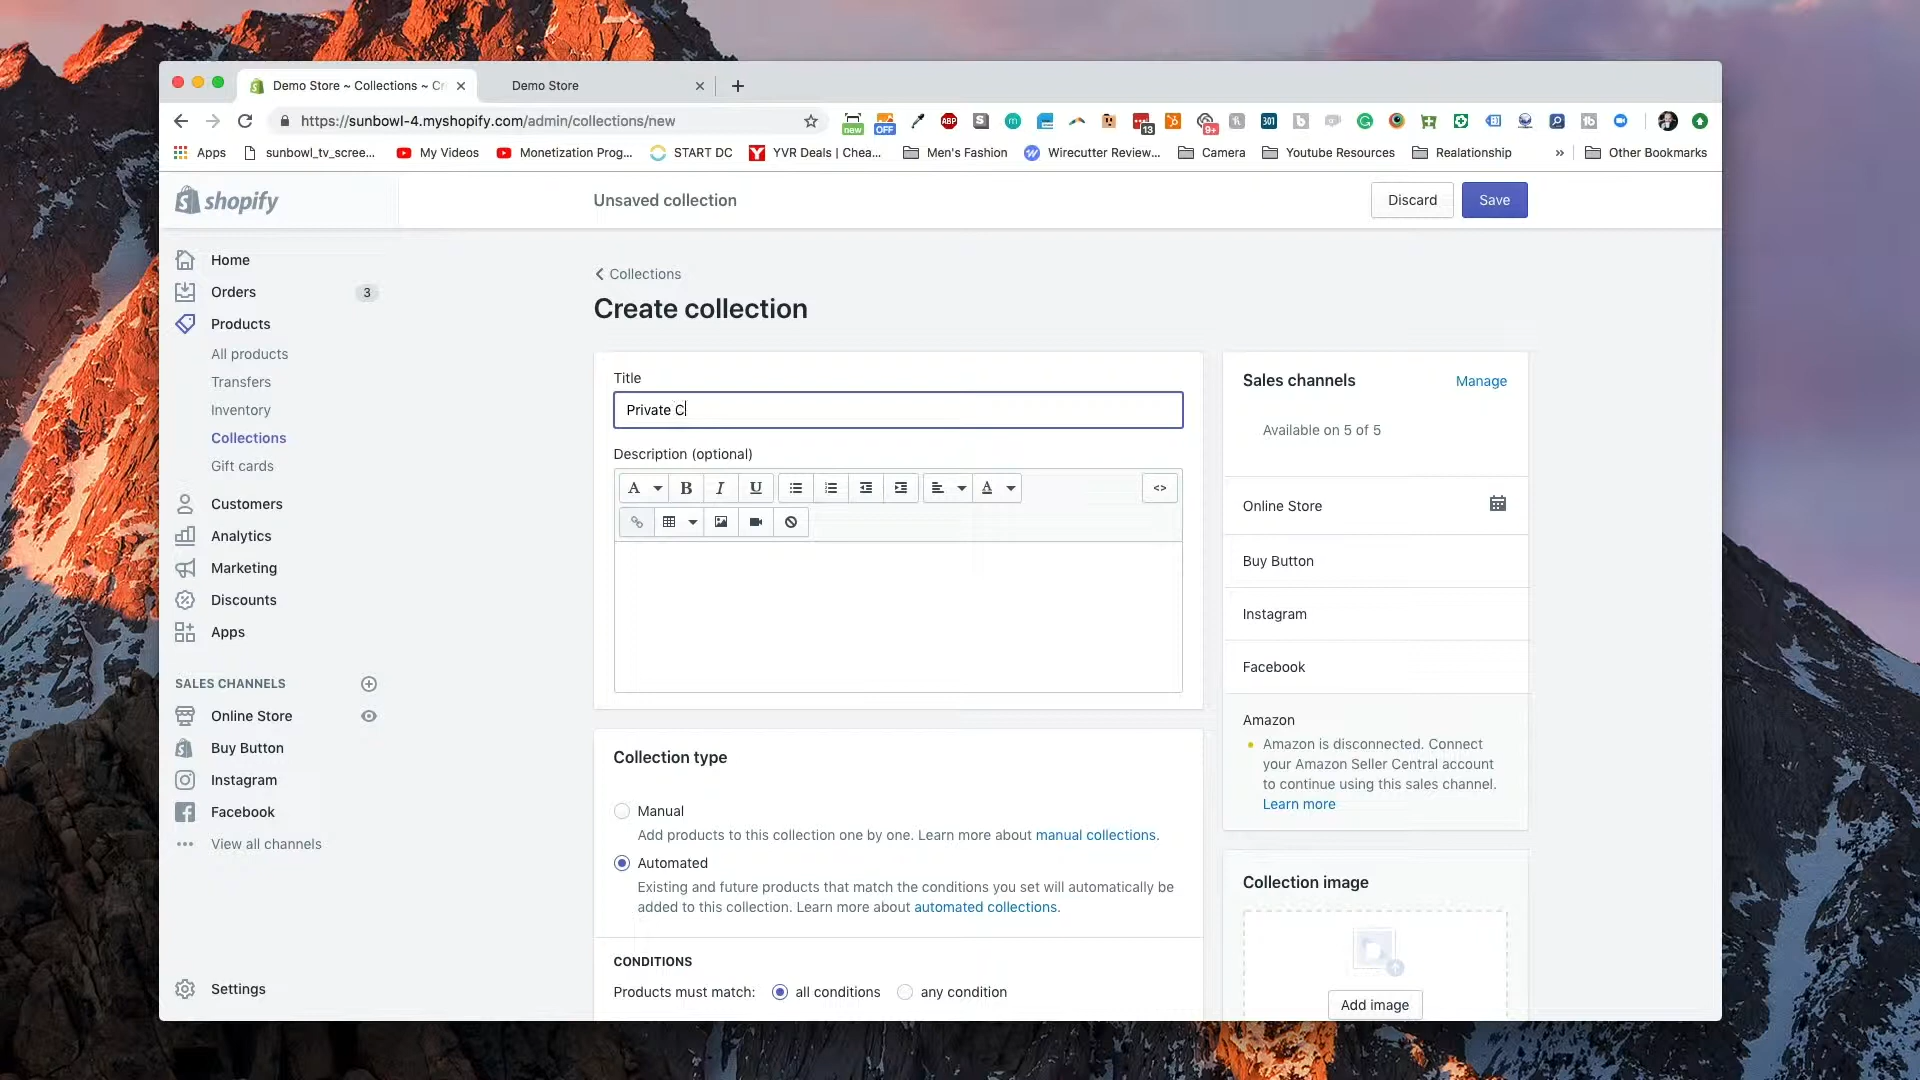 Demo Store ~ Collections ~ Cr
Demo Store
https://sunbowl-4.myshopify.com/admin/collections/new
new
OFF
ABP
13
9+
301
Apps
sunbowl_tv_scree...
My Videos
Monetization Prog...
START DC
YVR Deals | Chea...
Men's Fashion
Wirecutter Review...
Camera
Youtube Resources
Realationship
»
Other Bookmarks
shopify
Unsaved collection
Discard
Save
Home
Orders
3
Products
All products
Transfers
Inventory
Collections
Gift cards
Customers
Analytics
Marketing
Discounts
Apps
SALES CHANNELS
Online Store
Buy Button
Instagram
Facebook
View all channels
Settings
Collections
Create collection
Title
Private C
Description (optional)
A B I U A <>
Collection type
Manual
Add products to this collection one by one. Learn more about manual collections.
Automated
Existing and future products that match the conditions you set will automatically be
added to this collection. Learn more about automated collections.
CONDITIONS
Products must match: all conditions any condition
Sales channels
Manage
Available on 5 of 5
Online Store
Buy Button
Instagram
Facebook
Amazon
Amazon is disconnected. Connect
your Amazon Seller Central account
to continue using this sales channel.
Learn more
Collection image
Add image